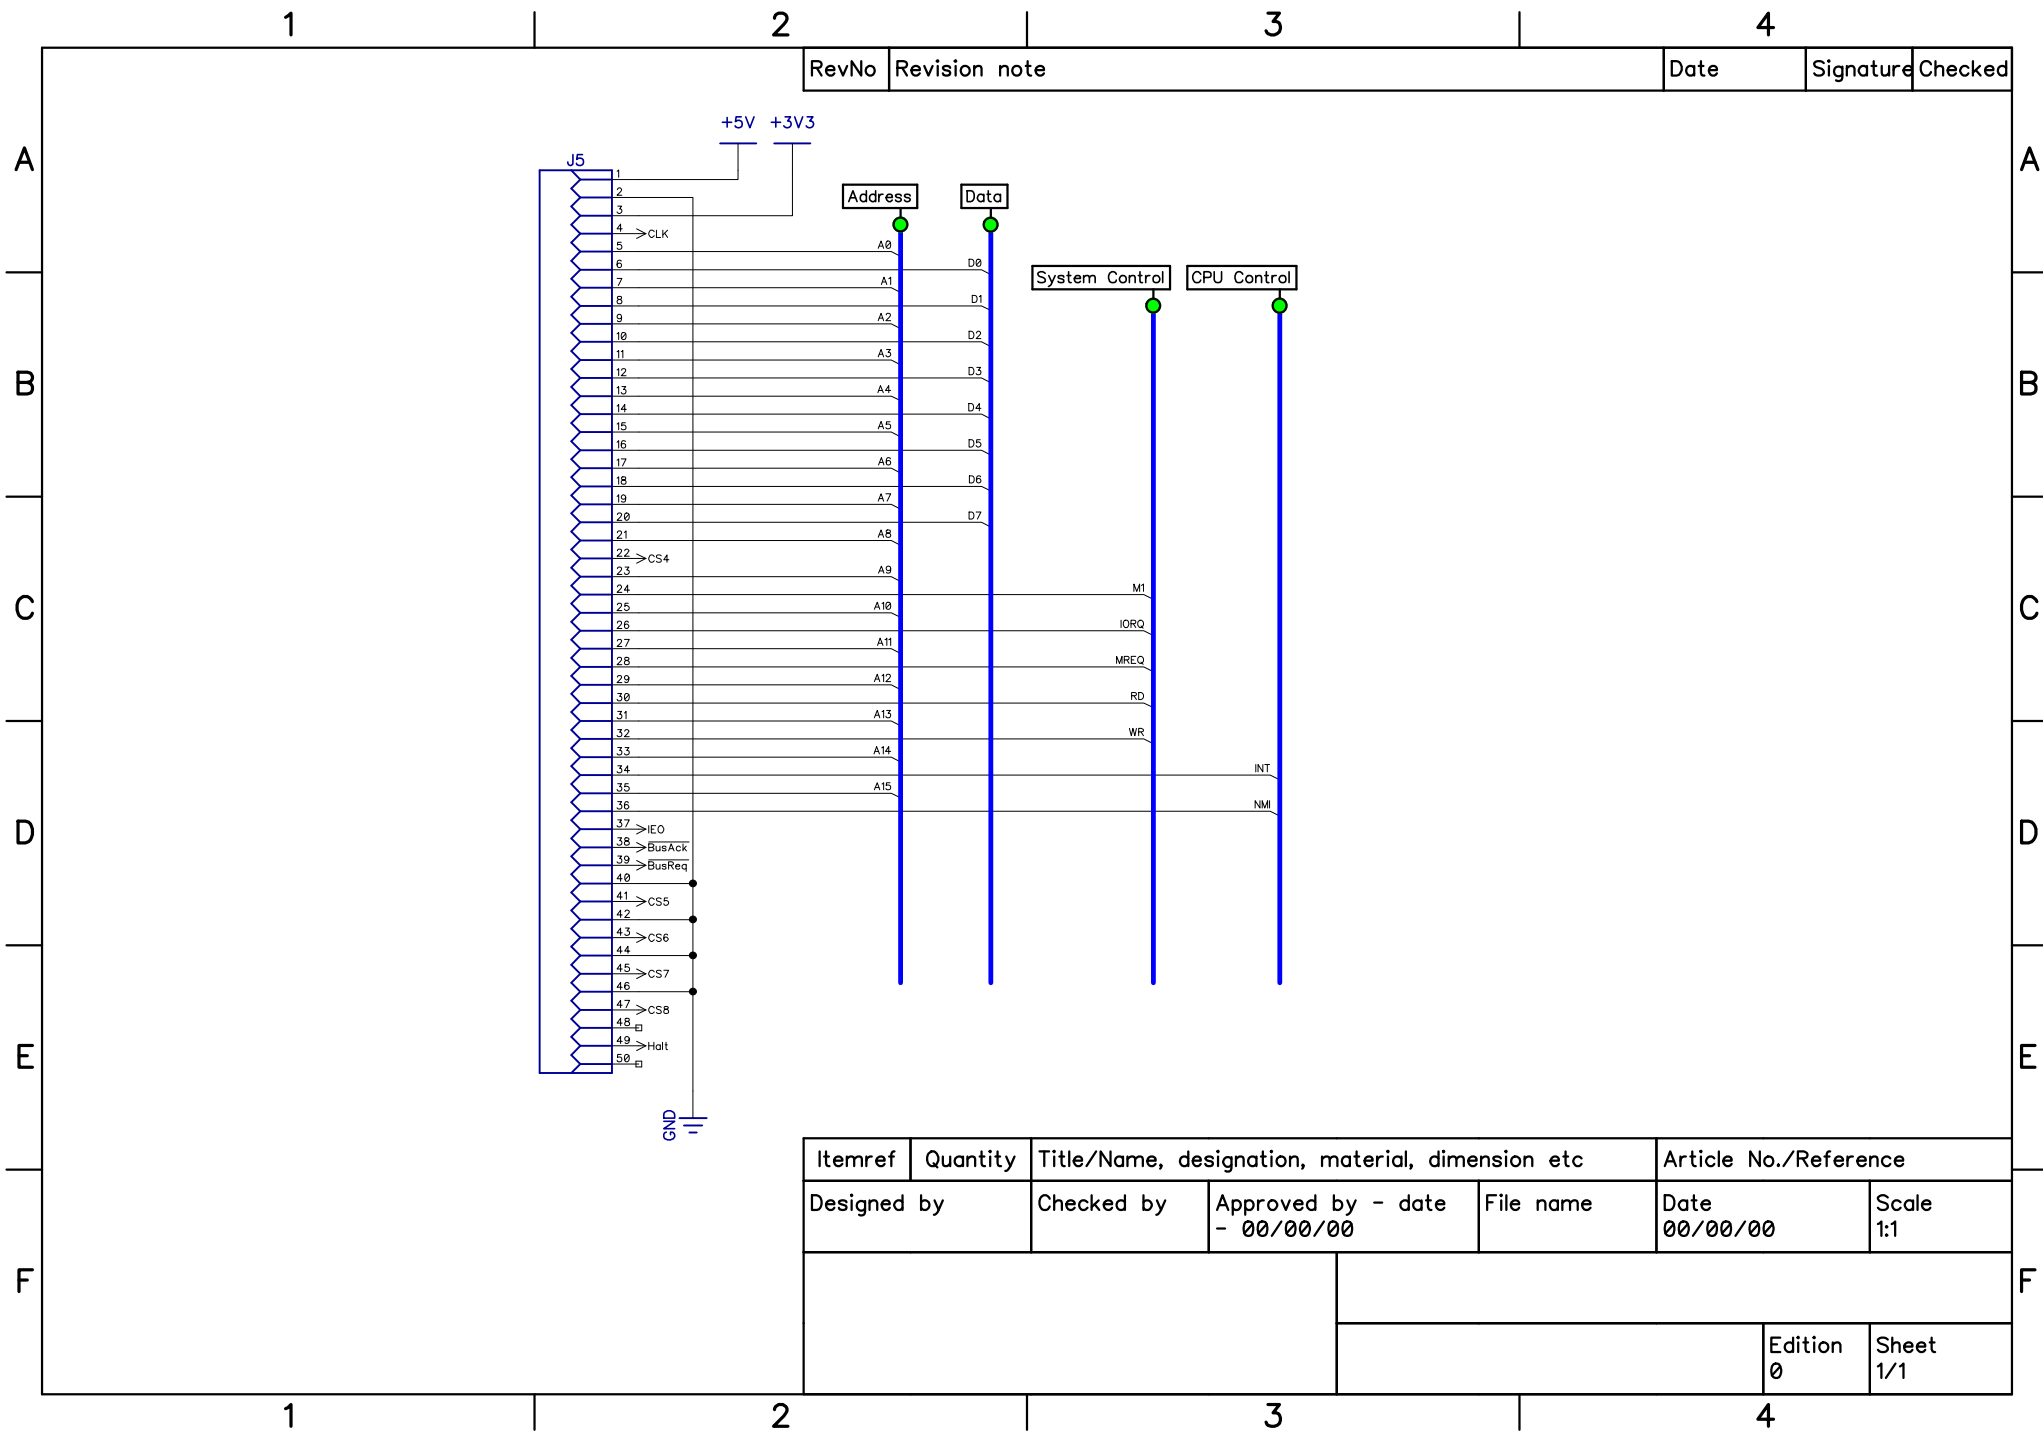 1 2 3 4
RevNo Revision note Date Signature Checked
+5V +3V3
A A
J5
1
2
Address Data
3
4 CLK
5 A0
6 D0
7 A1
System Control CPU Control
8 D1
9 A2
10 D2
11 A3
12 D3
B B
13 A4
14 D4
15 A5
16 D5
17 A6
18 D6
19 A7
20 D7
21 A8
22 CS4
23 A9
24 M1
25 A10
C C
26 IORQ
27 A11
28 MREQ
29 A12
30 RD
31 A13
32 WR
33 A14
34 INT
35 A15
36 NMI
37 IEO
D D
38 BusAck
39 BusReq
40
41 CS5
42
43 CS6
44
45 CS7
46
47 CS8
48
49 Halt
E E
50
GND
Itemref Quantity Title/Name, designation, material, dimension etc Article No./Reference
Designed by Checked by Approved by - date File name Date Scale
- 00/00/00 00/00/00 1:1
F F
Edition Sheet
0 1/1
1 2 3 4